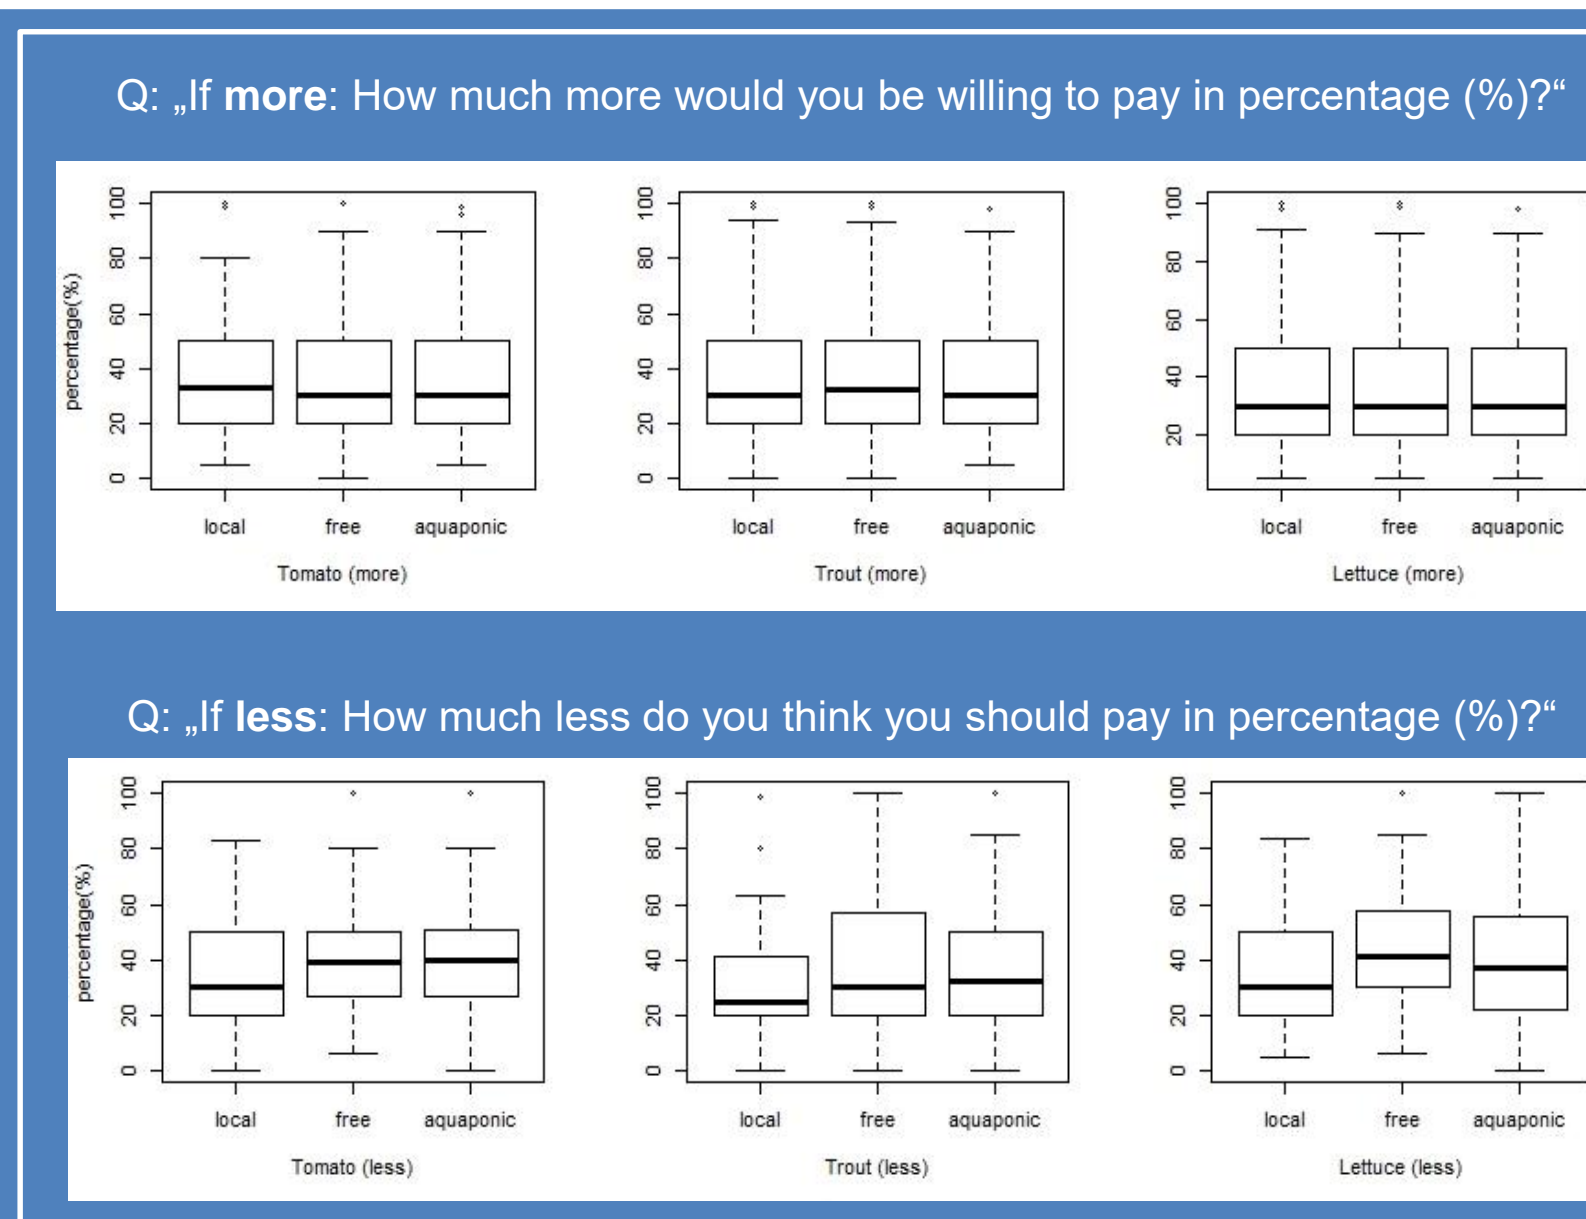 Q: „If more: How much more would you be willing to pay in percentage (%)?“
percentage(%)
0 20 40 60 80 100
local free aquaponic
Tomato (more)
0 20 40 60 80 100
local free aquaponic
Trout (more)
20 40 60 80 100
local free aquaponic
Lettuce (more)
Q: „If less: How much less do you think you should pay in percentage (%)?“
percentage(%)
0 20 40 60 80 100
local free aquaponic
Tomato (less)
0 20 40 60 80 100
local free aquaponic
Trout (less)
0 20 40 60 80 100
local free aquaponic
Lettuce (less)